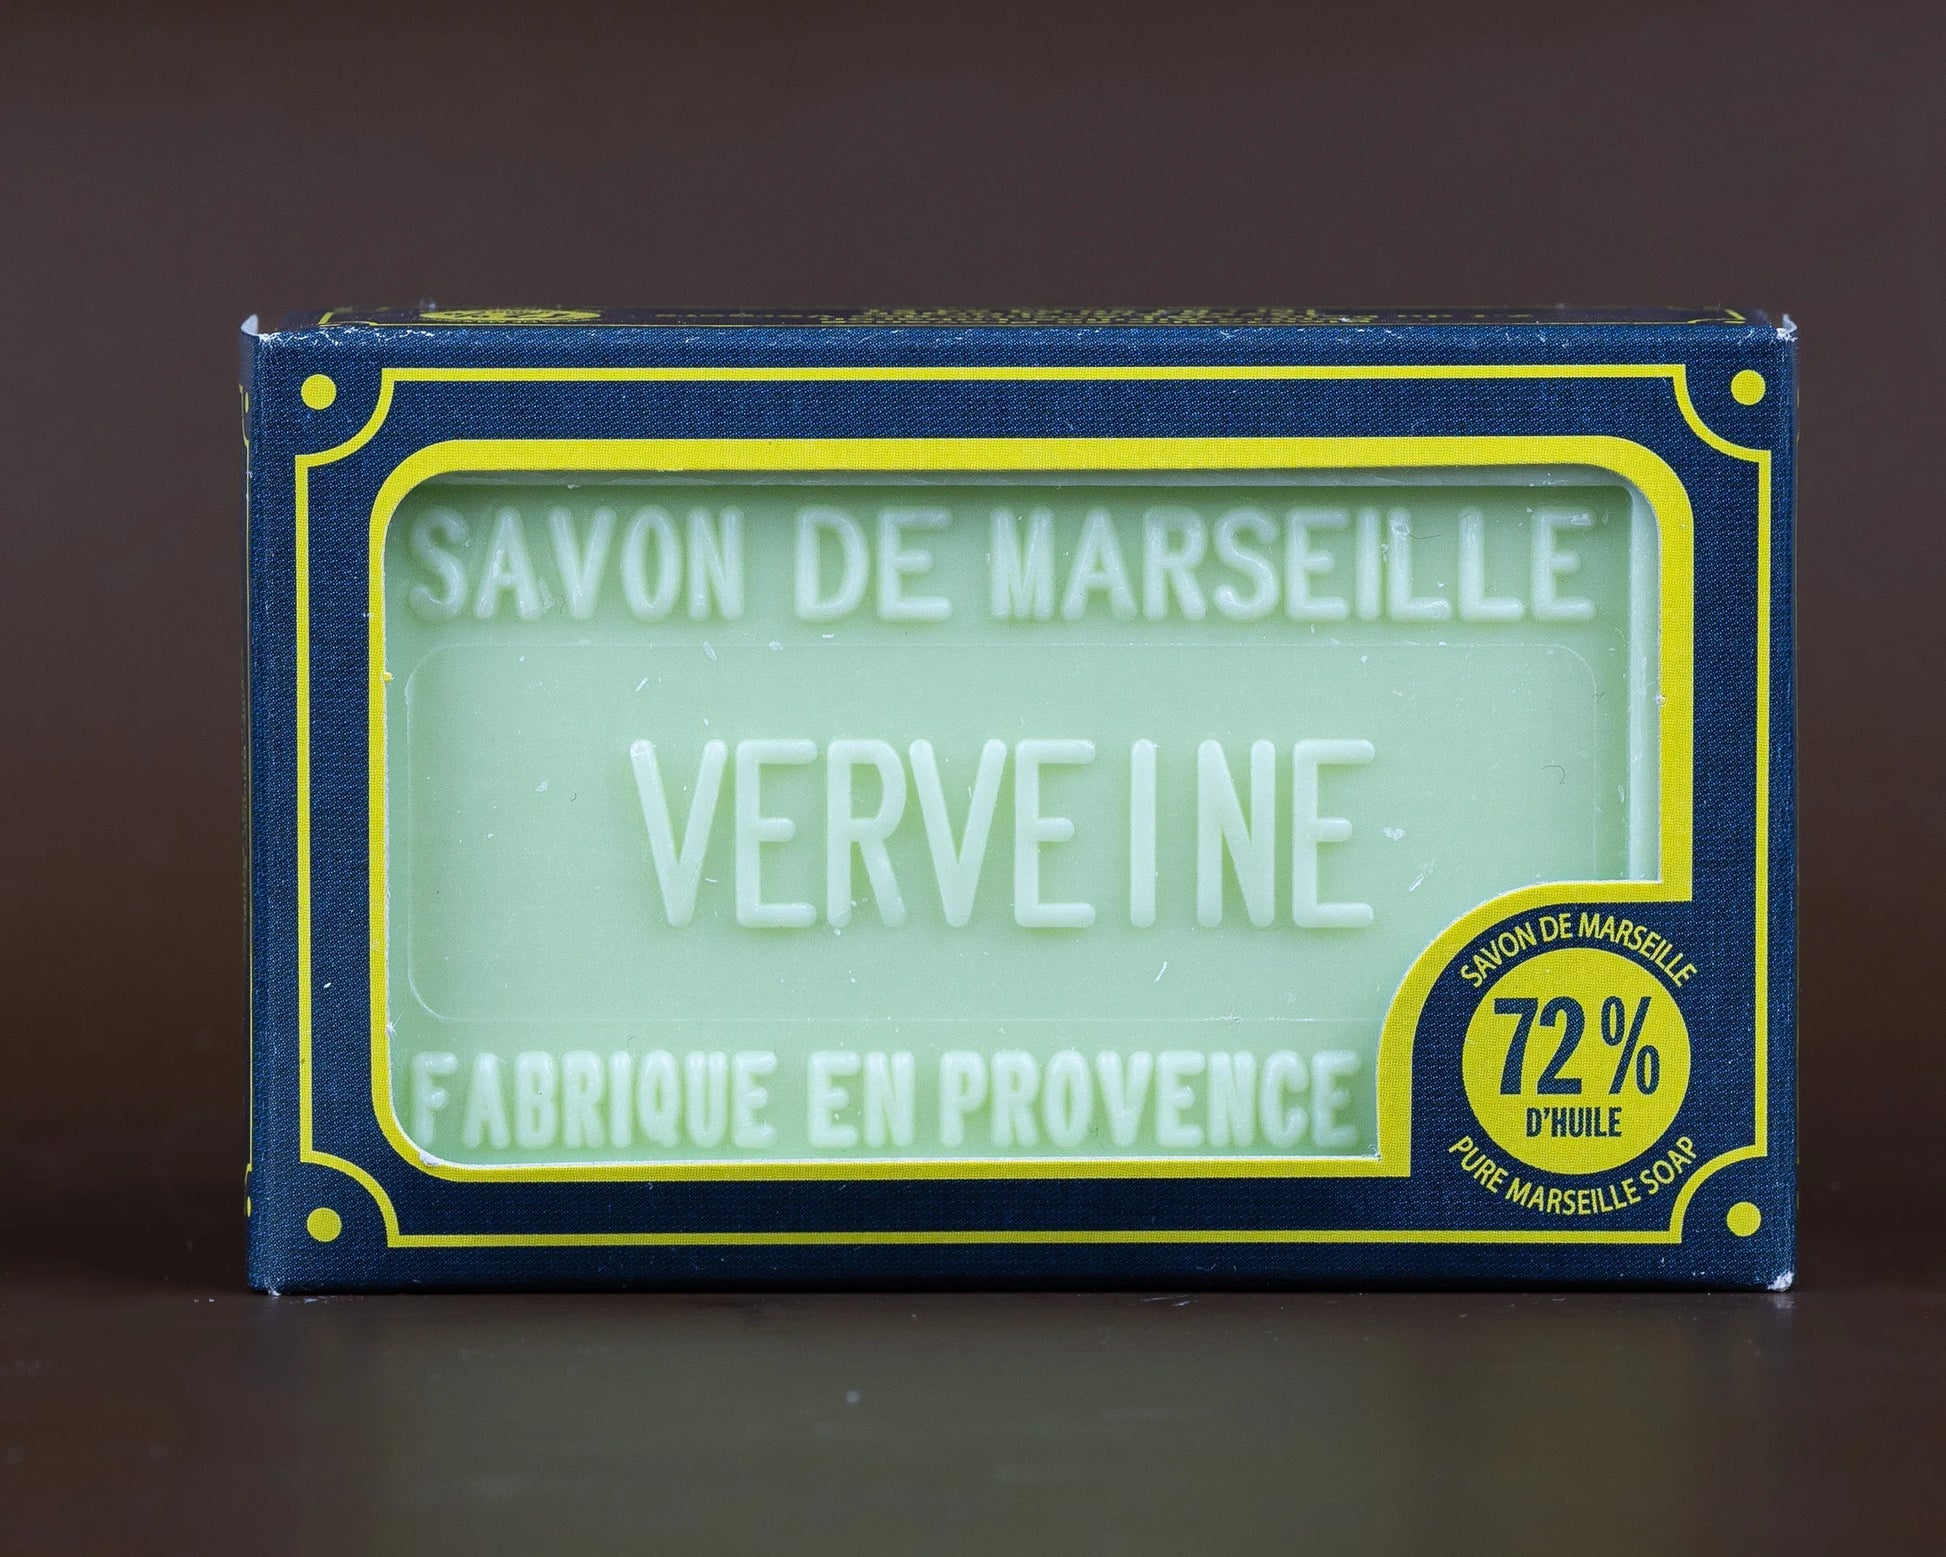 SAVON DE MARSEILLE
VERVEINE
FABRIQUE EN PROVENCE
SAVON DE MARSEILLE
72%
D'HUILE
PURE MARSEILLE SOAP